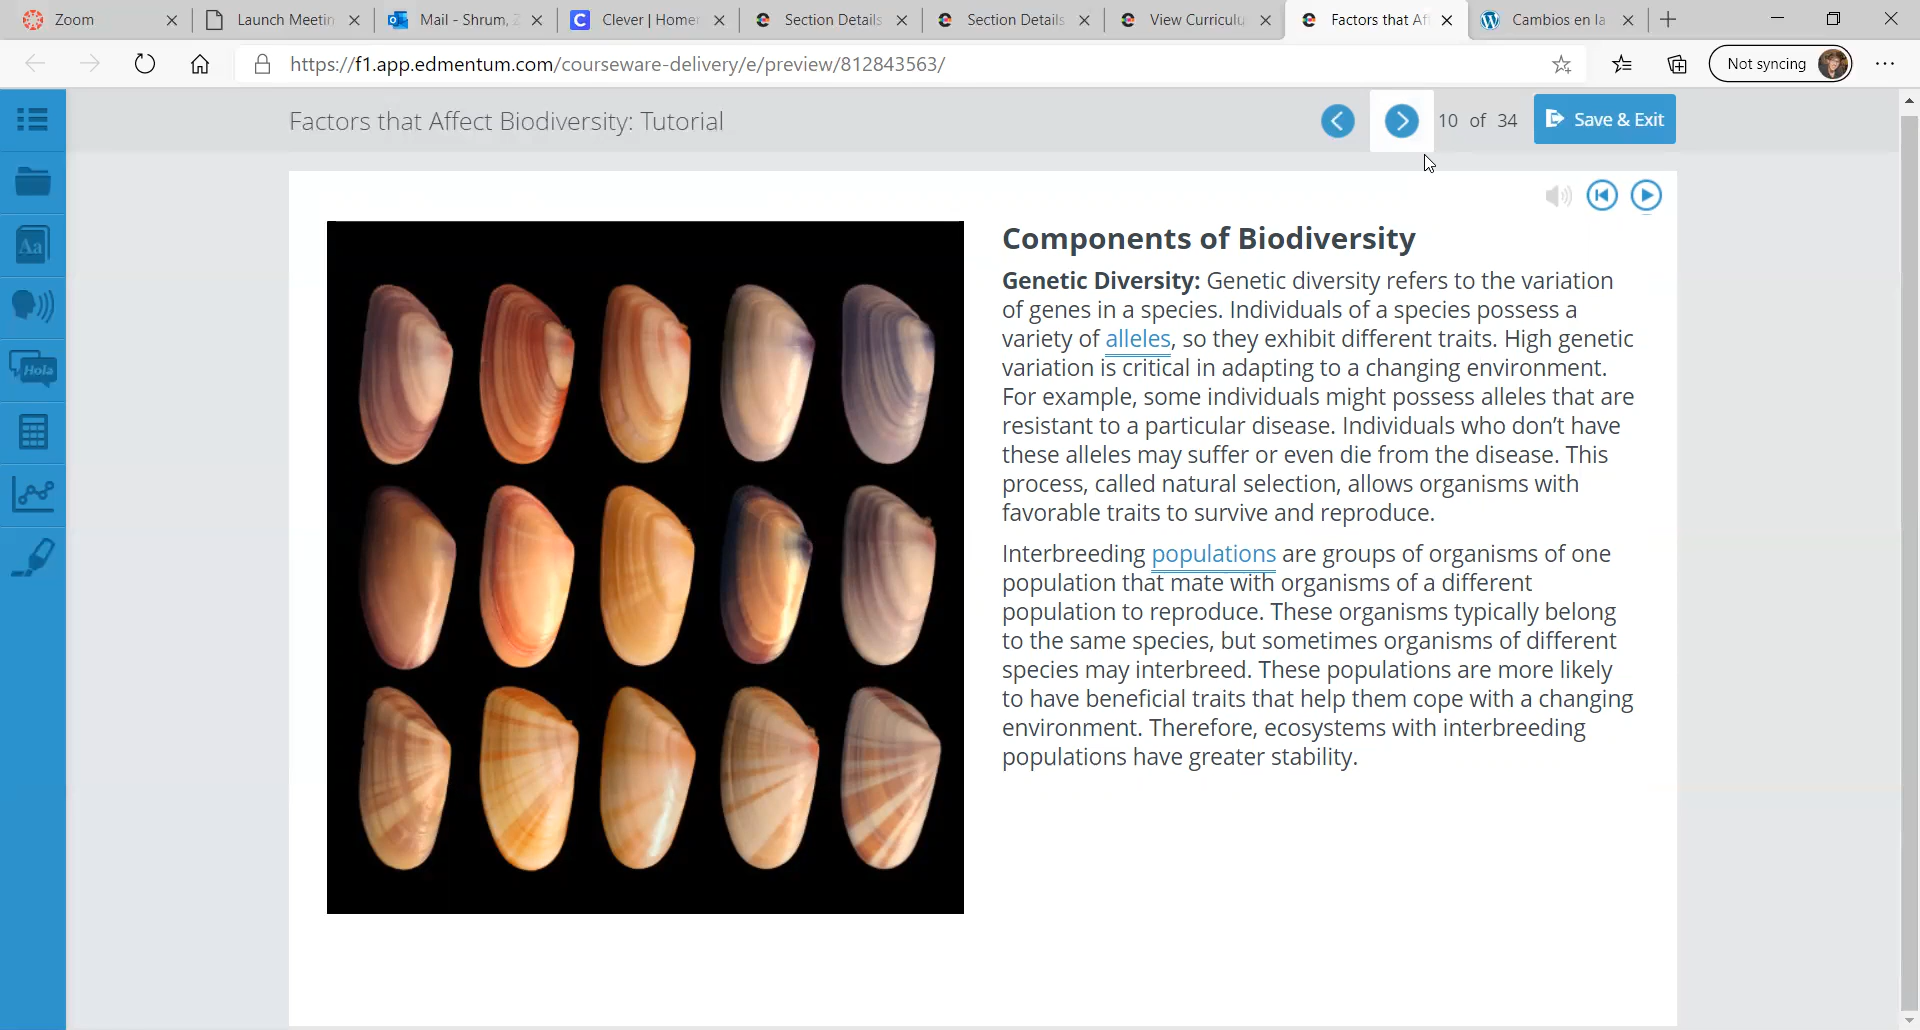 Zoom
Launch Meetin
Mail - Shrum, Z
Clever | Homer
Section Details
Section Details
View Curriculu
Factors that Aff
Cambios en la
https://f1.app.edmentum.com/courseware-delivery/e/preview/812843563/
Not syncing
Factors that Affect Biodiversity: Tutorial
10 of 34
Save & Exit
Aa
Hola
Components of Biodiversity
Genetic Diversity: Genetic diversity refers to the variation
of genes in a species. Individuals of a species possess a
variety of alleles, so they exhibit different traits. High genetic
variation is critical in adapting to a changing environment.
For example, some individuals might possess alleles that are
resistant to a particular disease. Individuals who don’t have
these alleles may suffer or even die from the disease. This
process, called natural selection, allows organisms with
favorable traits to survive and reproduce.
Interbreeding populations are groups of organisms of one
population that mate with organisms of a different
population to reproduce. These organisms typically belong
to the same species, but sometimes organisms of different
species may interbreed. These populations are more likely
to have beneficial traits that help them cope with a changing
environment. Therefore, ecosystems with interbreeding
populations have greater stability.